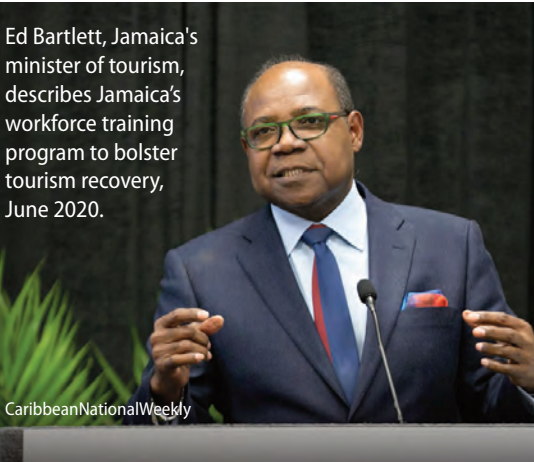 Ed Bartlett, Jamaica's
minister of tourism,
describes Jamaica’s
workforce training
program to bolster
tourism recovery,
June 2020.
CaribbeanNationalWeekly